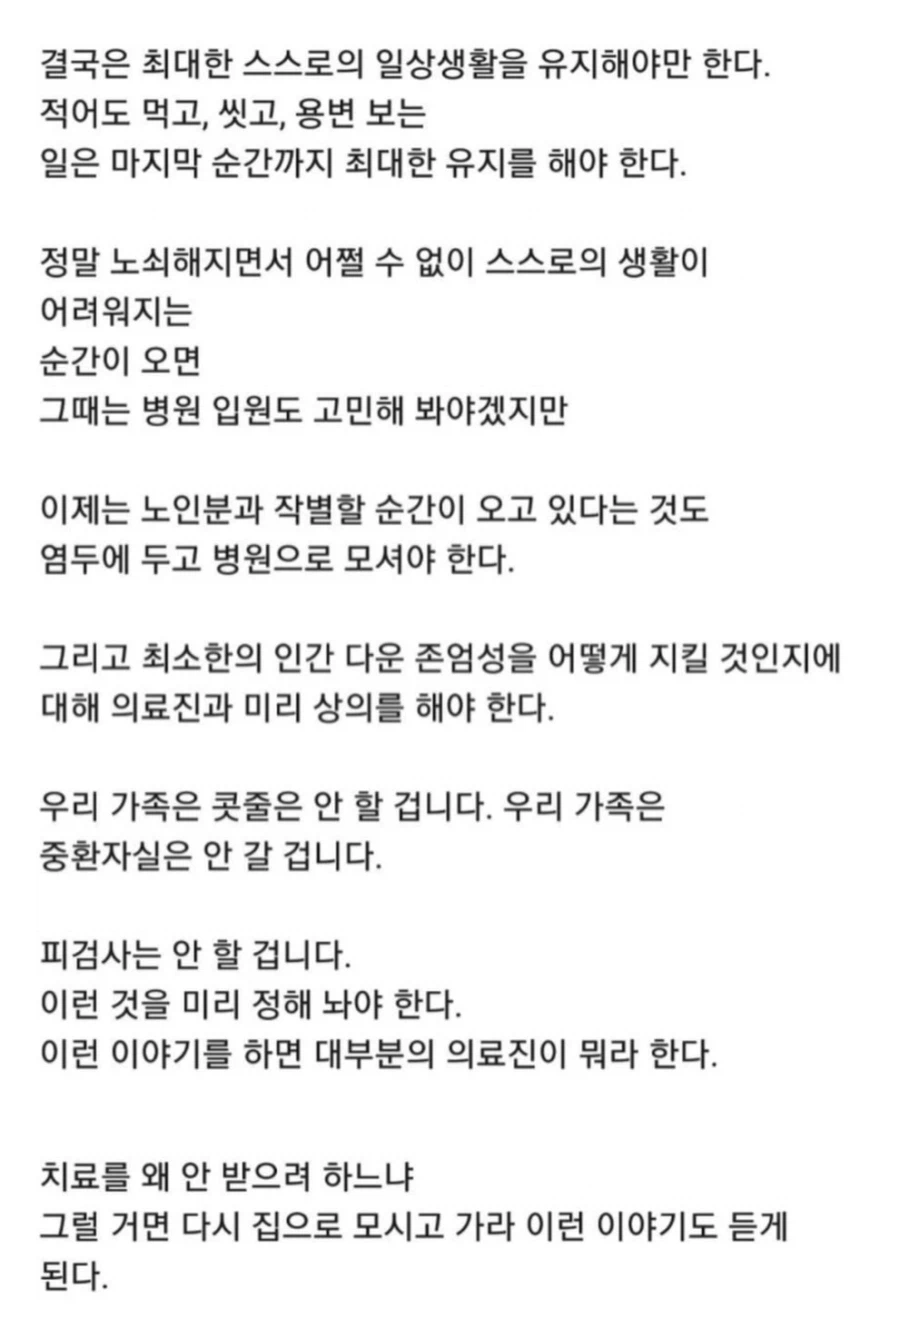 결국은 최대한 스스로의 일상생활을 유지해야만 한다.
적어도 먹고, 씻고, 용변 보는
일은 마지막 순간까지 최대한 유지를 해야 한다.
정말 노쇠해지면서 어쩔 수 없이 스스로의 생활이
어려워지는
순간이 오면
그때는 병원 입원도 고민해 봐야겠지만
이제는 노인분과 작별할 순간이 오고 있다는 것도
염두에 두고 병원으로 모셔야 한다.
그리고 최소한의 인간 다운 존엄성을 어떻게 지킬 것인지에
대해 의료진과 미리 상의를 해야 한다.
우리 가족은 콧줄은 안 할 겁니다. 우리 가족은
중환자실은 안 갈 겁니다.
피검사는 안 할 겁니다.
이런 것을 미리 정해 놔야 한다.
이런 이야기를 하면 대부분의 의료진이 뭐라 한다.
치료를 왜 안 받으려 하느냐
그럴 거면 다시 집으로 모시고 가라 이런 이야기도 듣게
된다.